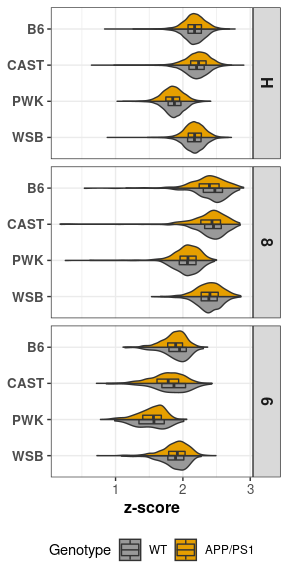 B6
CAST
PWK
WSB
H
B6
CAST
PWK
WSB
8
B6
CAST
PWK
WSB
6
1 2 3
z-score
Genotype WT APP/PS1